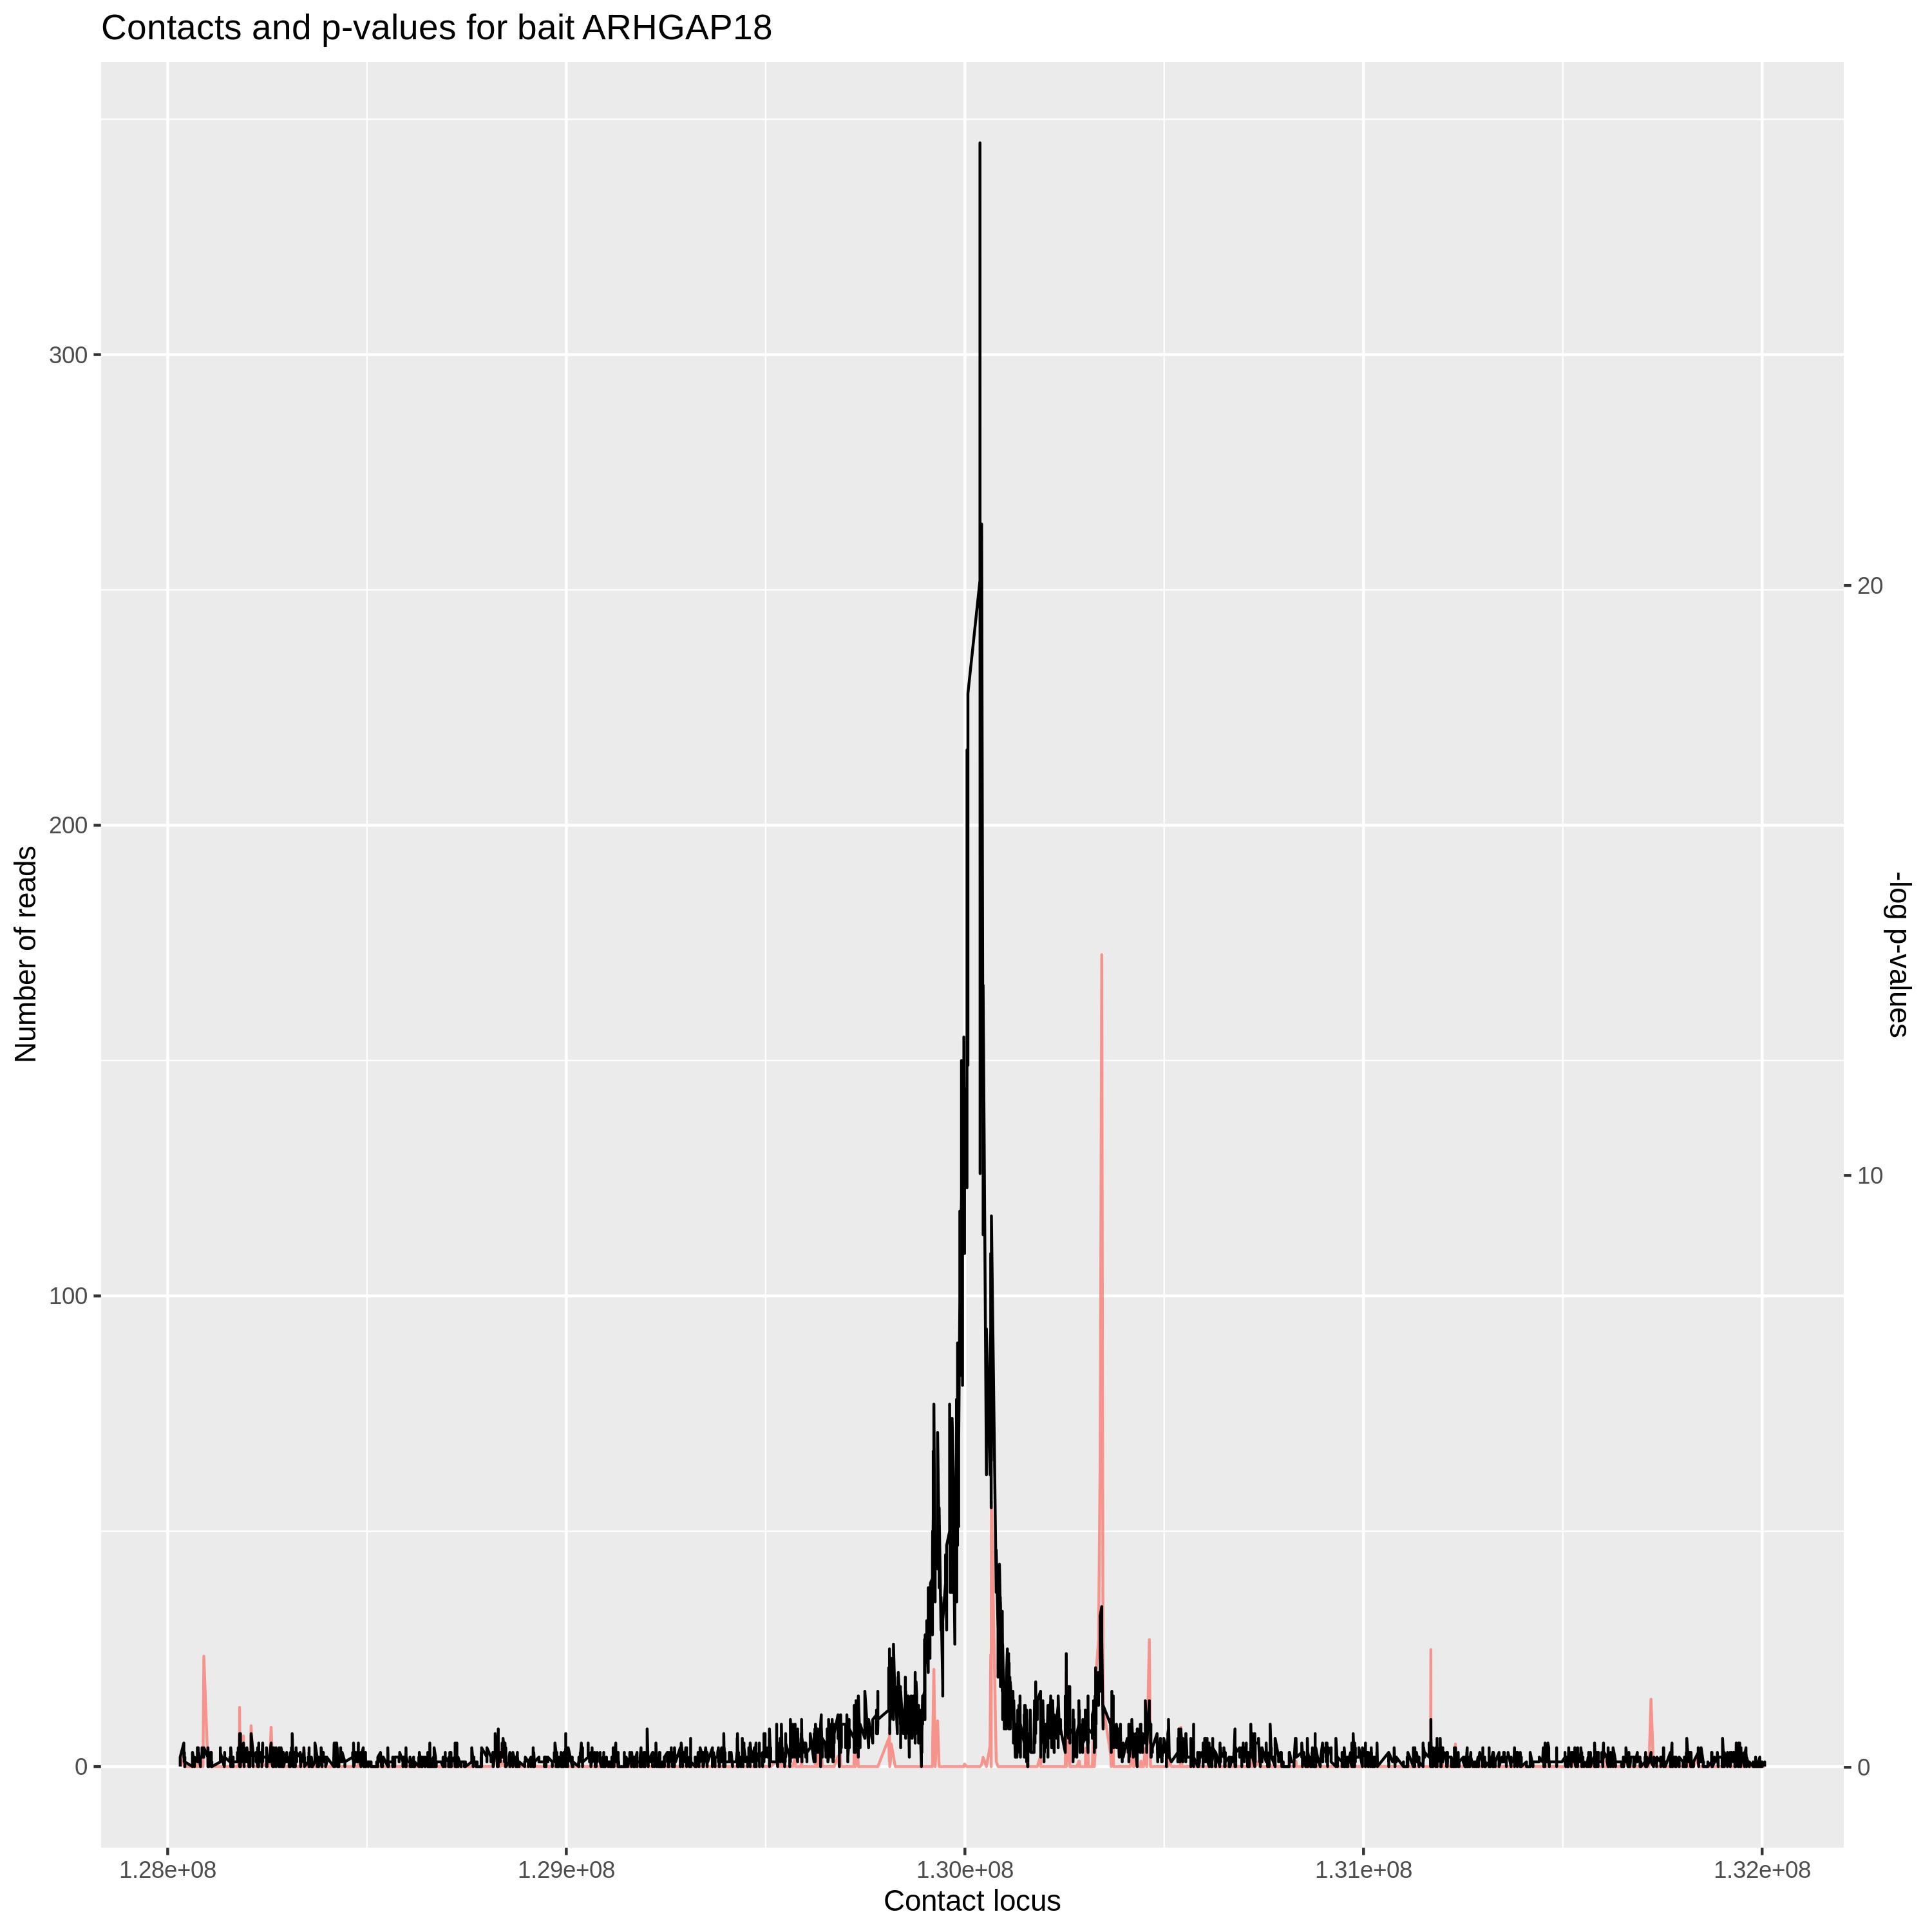 Contacts and p-values for bait ARHGAP18
300
200
100
0
Number of reads
20
10
0
-log p-values
1.28e+08
1.29e+08
1.30e+08
1.31e+08
1.32e+08
Contact locus